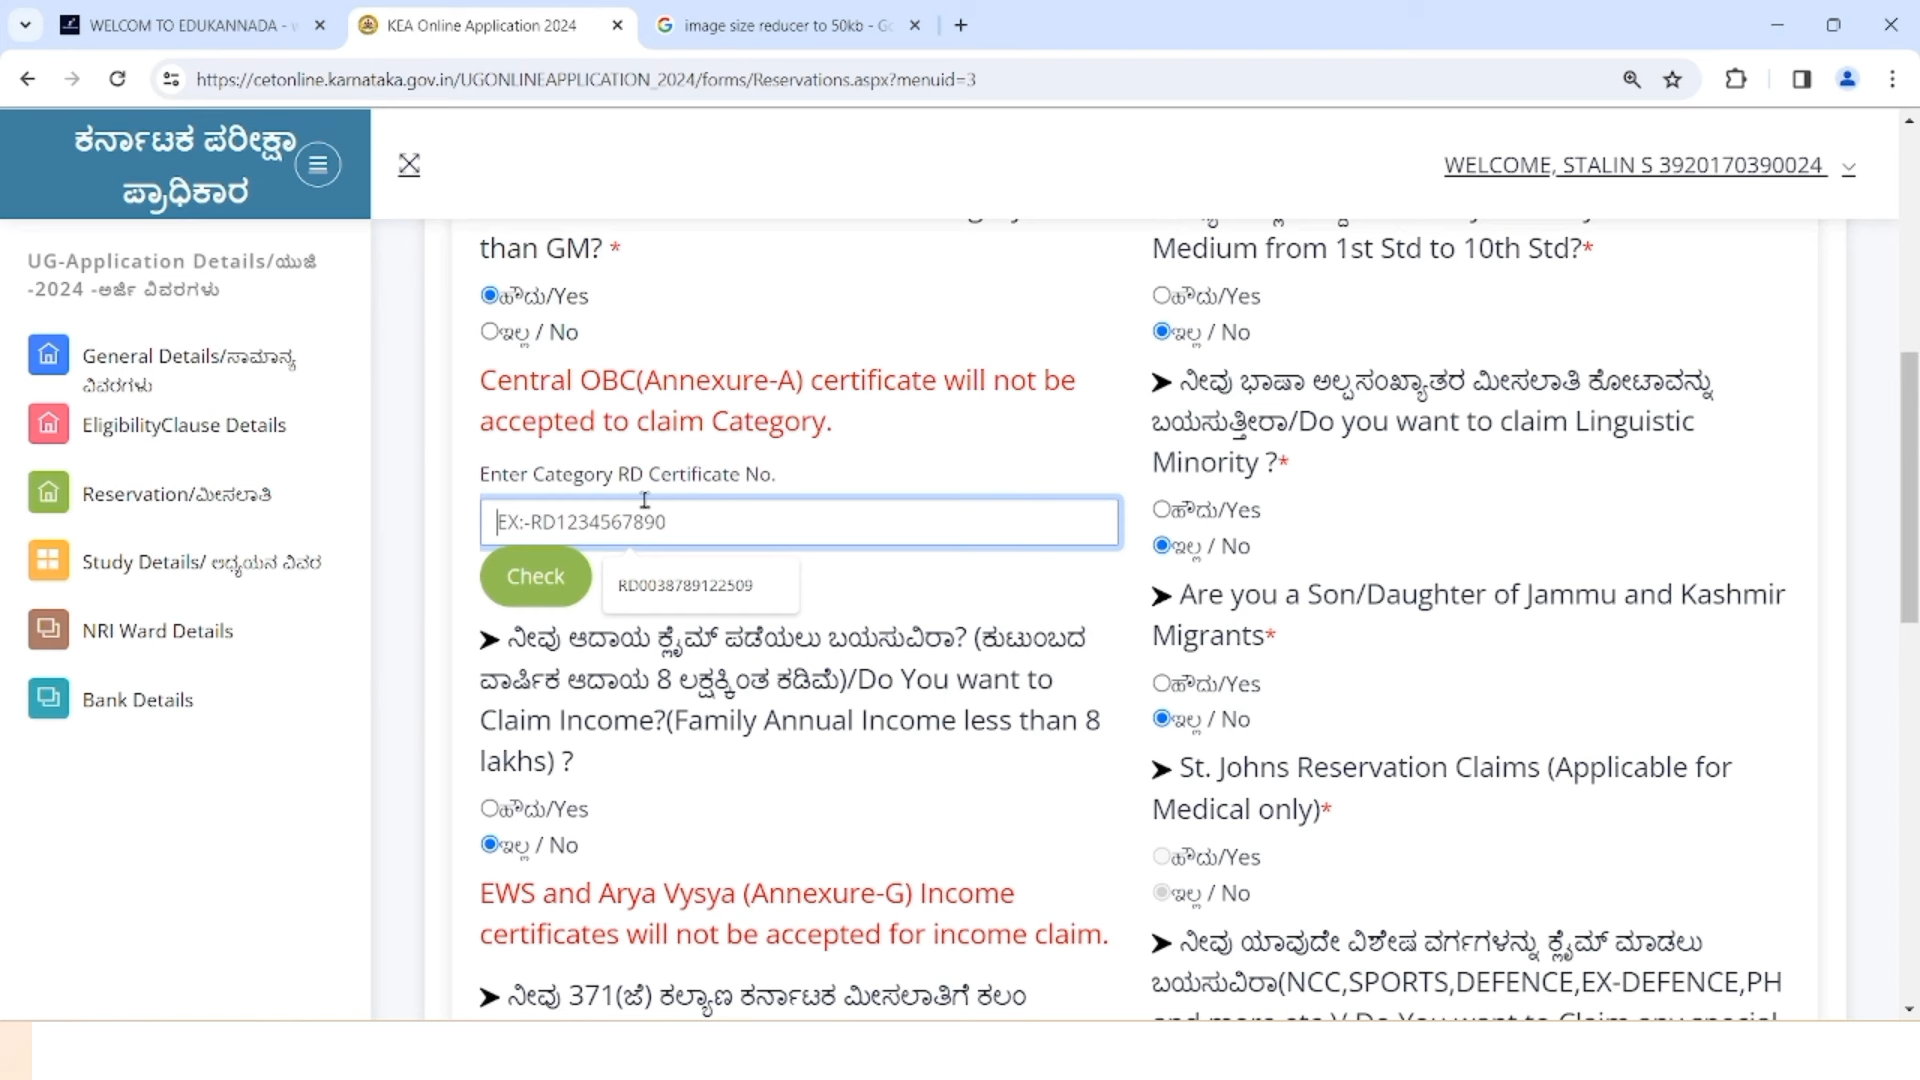 WELCOM TO EDUKANNADA -
KEA Online Application 2024
image size reducer to 50kb - Go
https://cetonline.karnataka.gov.in/UGONLINEAPPLICATION_2024/forms/Reservations.aspx?menuid=3
ಕರ್ನಾಟಕ ಪರೀಕ್ಷಾ
ಪ್ರಾಧಿಕಾರ
WELCOME, STALIN S 3920170390024
UG-Application Details/ಯುಜಿ
-2024 -ಅರ್ಜಿ ವಿವರಗಳು
General Details/ಸಾಮಾನ್ಯ
ವಿವರಗಳು
EligibilityClause Details
Reservation/ಮೀಸಲಾತಿ
Study Details/ ಅಧ್ಯಯನ ವಿವರ
NRI Ward Details
Bank Details
than GM? *
ಹೌದು/Yes
ಇಲ್ಲ / No
Central OBC(Annexure-A) certificate will not be
accepted to claim Category.
Enter Category RD Certificate No.
EX:-RD1234567890
Check
RD0038789122509
➤ ನೀವು ಆದಾಯ ಕ್ಲೈಮ್ ಪಡೆಯಲು ಬಯಸುವಿರಾ? (ಕುಟುಂಬದ
ವಾರ್ಷಿಕ ಆದಾಯ 8 ಲಕ್ಷಕ್ಕಿಂತ ಕಡಿಮೆ)/Do You want to
Claim Income?(Family Annual Income less than 8
lakhs) ?
ಹೌದು/Yes
ಇಲ್ಲ / No
EWS and Arya Vysya (Annexure-G) Income
certificates will not be accepted for income claim.
➤ ನೀವು 371(ಜೆ) ಕಲ್ಯಾಣ ಕರ್ನಾಟಕ ಮೀಸಲಾತಿಗೆ ಕಲಂ
Medium from 1st Std to 10th Std?*
ಹೌದು/Yes
ಇಲ್ಲ / No
➤ ನೀವು ಭಾಷಾ ಅಲ್ಪಸಂಖ್ಯಾತರ ಮೀಸಲಾತಿ ಕೋಟಾವನ್ನು
ಬಯಸುತ್ತೀರಾ/Do you want to claim Linguistic
Minority ?*
ಹೌದು/Yes
ಇಲ್ಲ / No
➤ Are you a Son/Daughter of Jammu and Kashmir
Migrants*
ಹೌದು/Yes
ಇಲ್ಲ / No
➤ St. Johns Reservation Claims (Applicable for
Medical only)*
ಹೌದು/Yes
ಇಲ್ಲ / No
➤ ನೀವು ಯಾವುದೇ ವಿಶೇಷ ವರ್ಗಗಳನ್ನು ಕ್ಲೈಮ್ ಮಾಡಲು
ಬಯಸುವಿರಾ(NCC,SPORTS,DEFENCE,EX-DEFENCE,PH